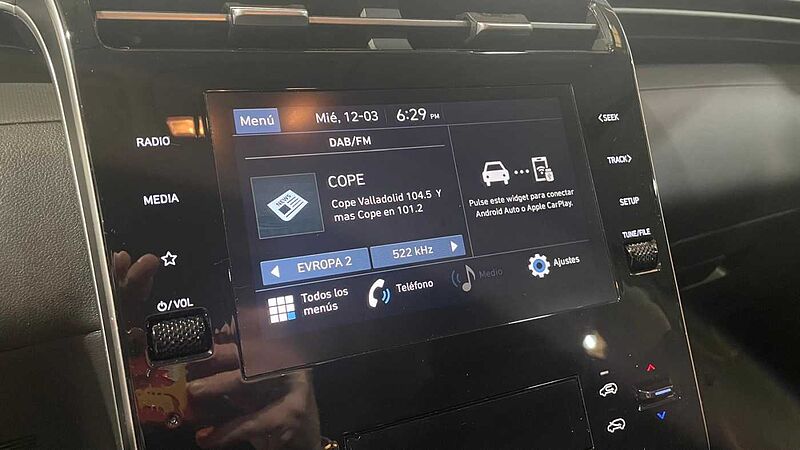 Menú
Mié, 12-03
6:29 PM
DAB/FM
COPE
Cope Valladolid 104.5 Y
mas Cope en 101.2
EVROPA 2
522 kHz
Pulse este widget para conectar
Android Auto o Apple CarPlay.
Todos los
menús
Teléfono
Medio
Ajustes
RADIO
MEDIA
VOL
<SEEK
TRACK>
SETUP
TUNE/FILE
NEWS